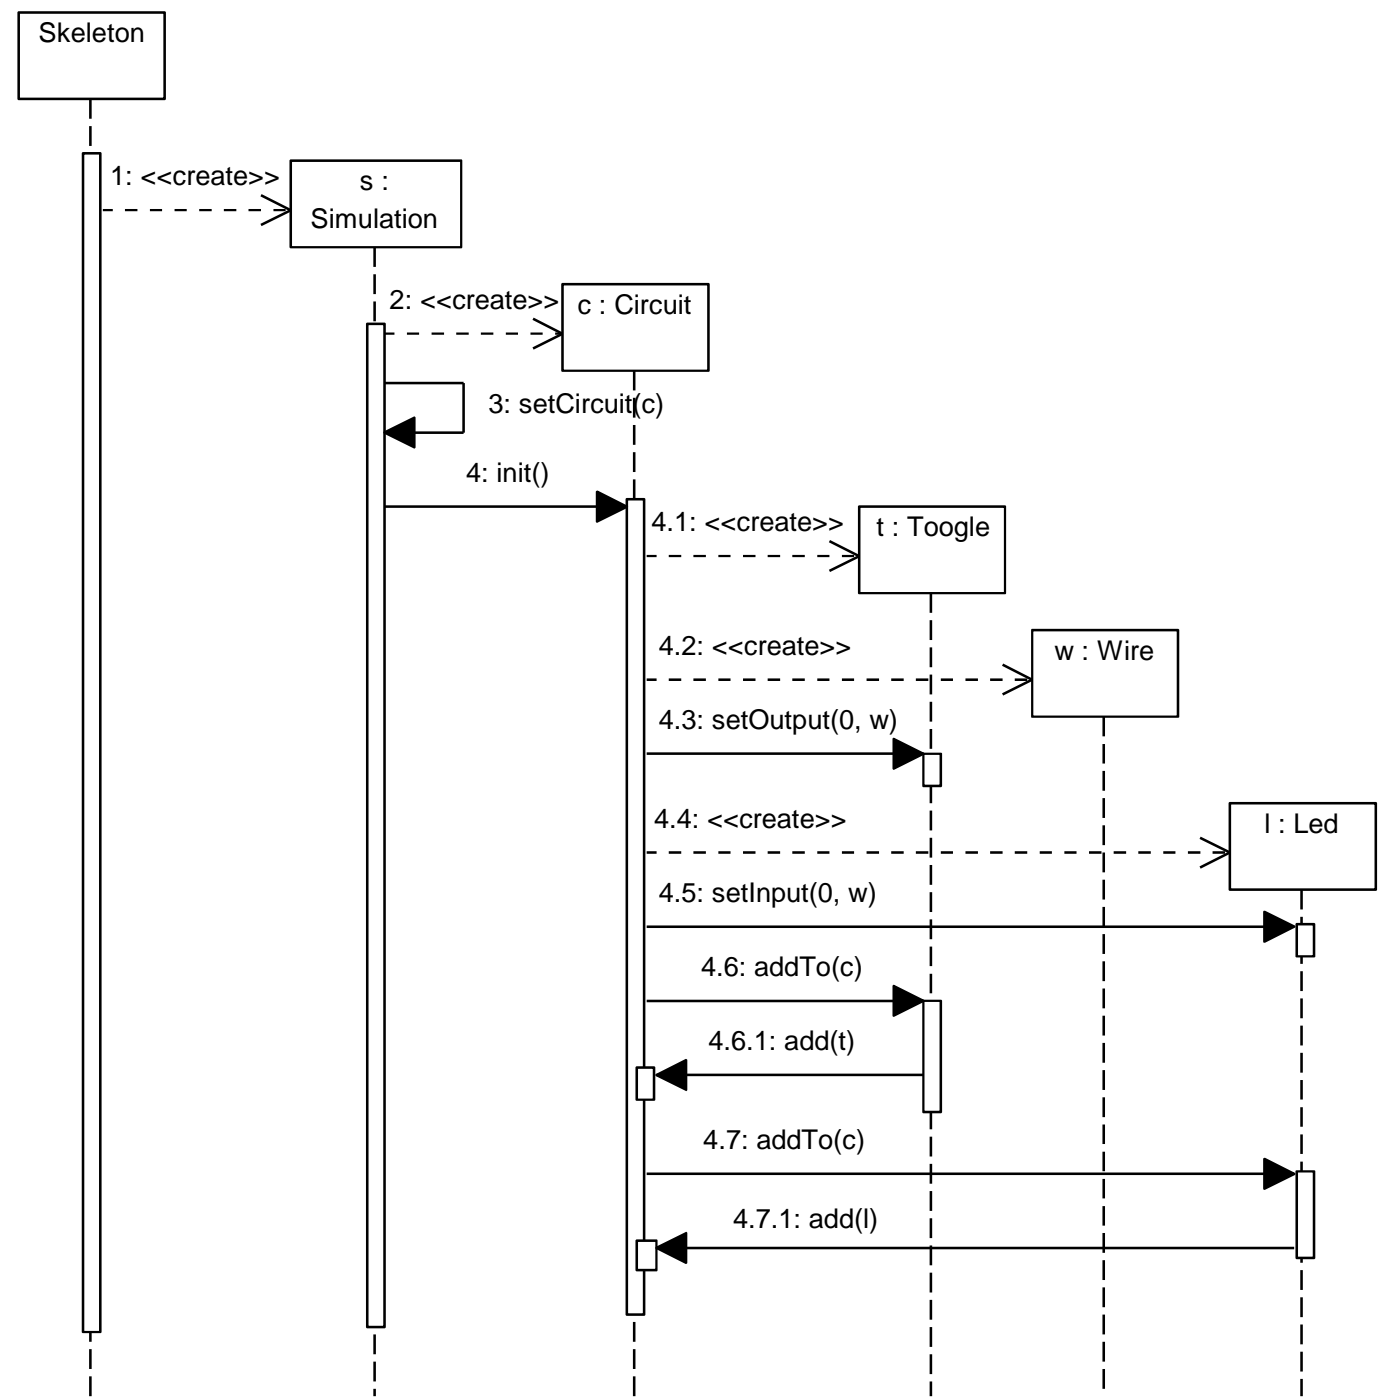 Skeleton
1: <<create>>
s :
Simulation
2: <<create>>
c : Circuit
3: setCircuit(c)
4: init()
4.1: <<create>>
t : Toogle
4.2: <<create>>
w : Wire
4.3: setOutput(0, w)
4.4: <<create>>
l : Led
4.5: setInput(0, w)
4.6: addTo(c)
4.6.1: add(t)
4.7: addTo(c)
4.7.1: add(l)